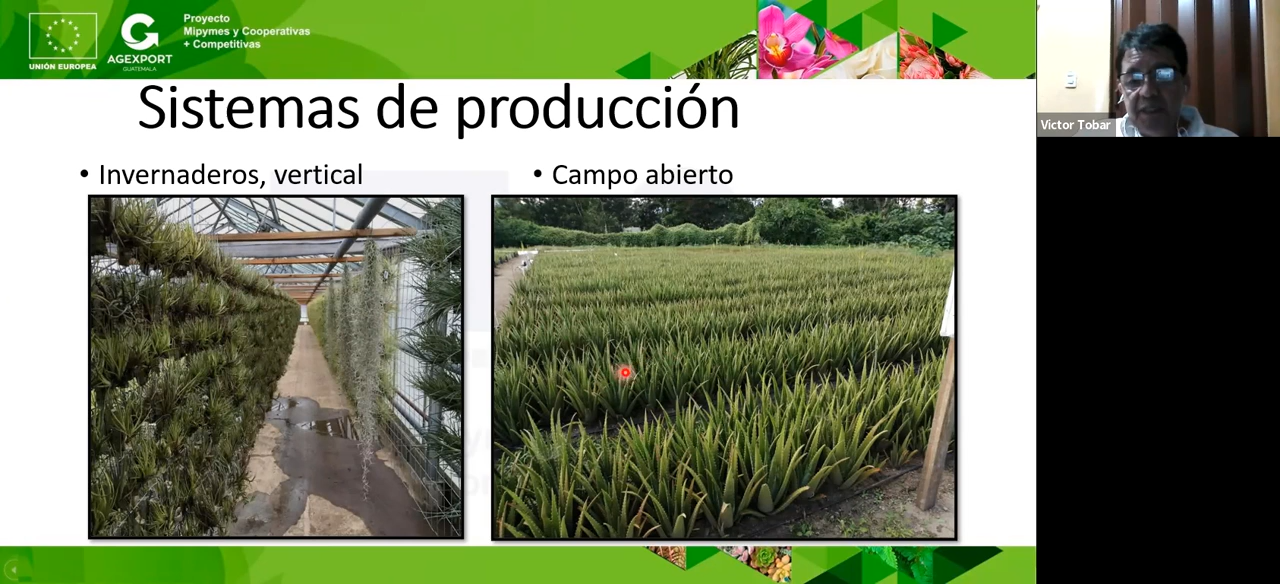 UNIÓN EUROPEA
AGEXPORT
GUATEMALA
Proyecto
Mipymes y Cooperativas
+ Competitivas
Sistemas de producción
• Invernaderos, vertical
• Campo abierto
Victor Tobar